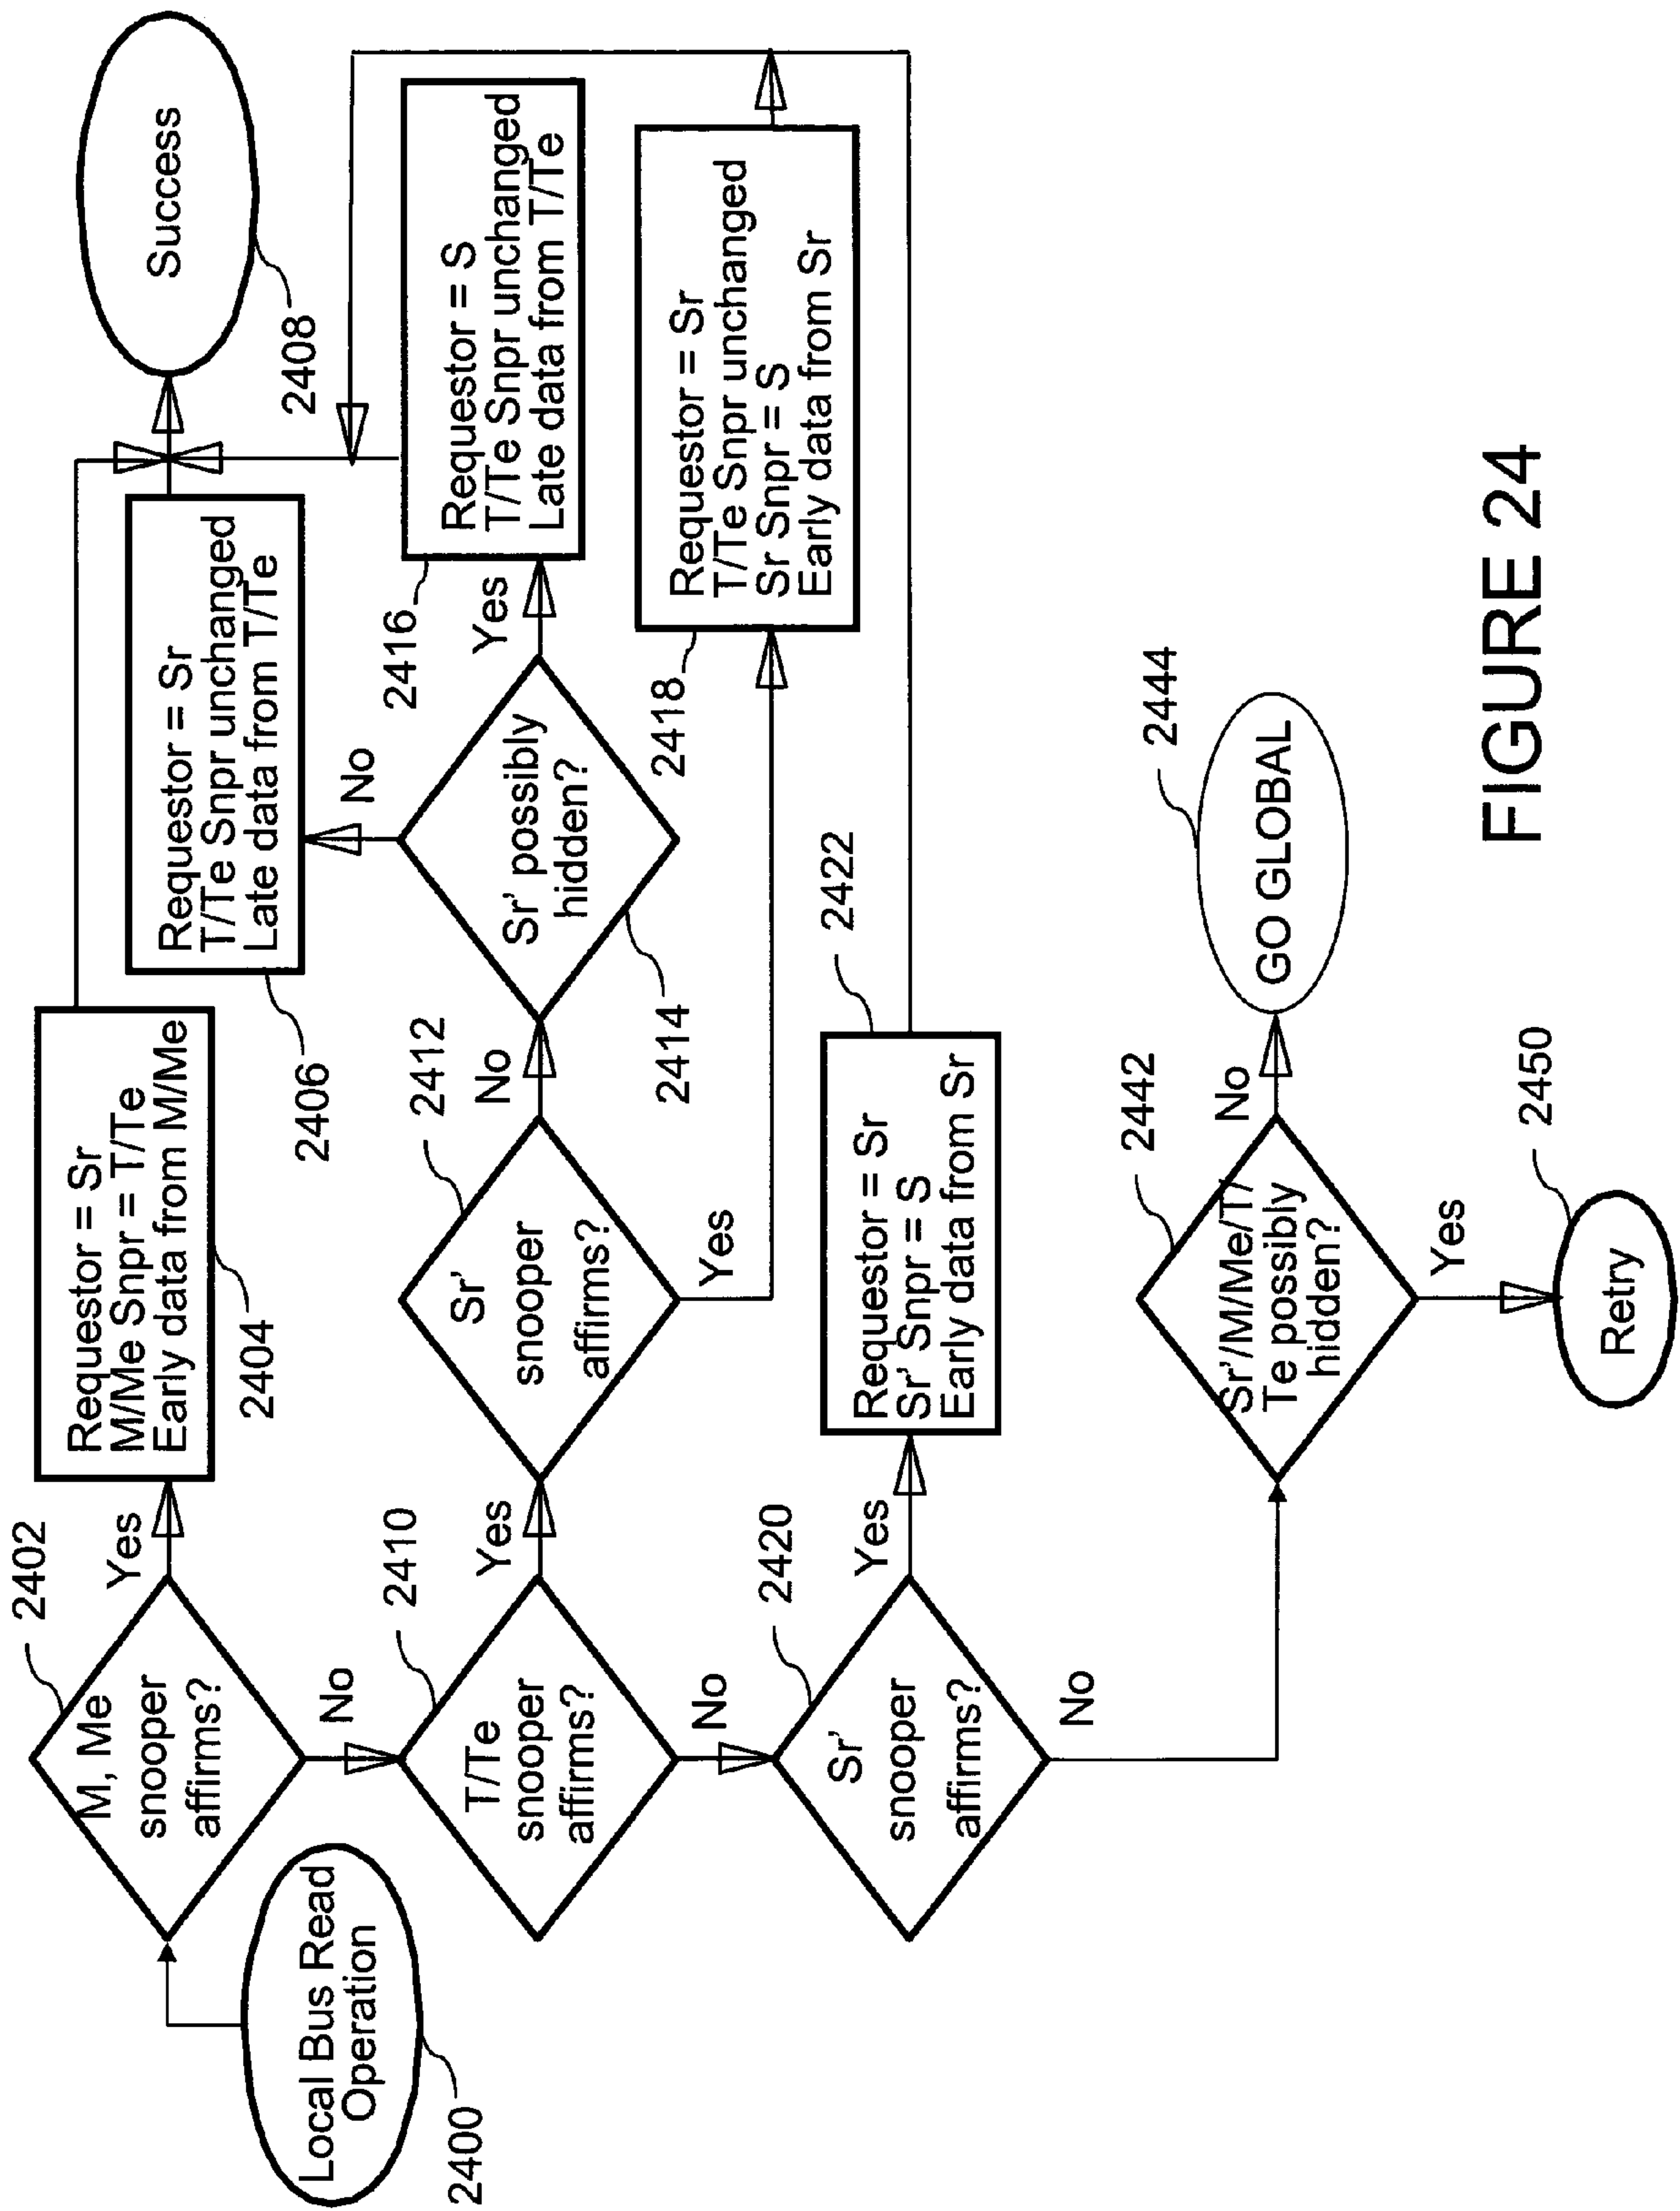 Local Bus Read
Operation
2400
M, Me
snooper
affirms?
2402
Yes
No
Requestor = Sr
M/Me Snpr = T/Te
Early data from M/Me
2404
Requestor = Sr
T/Te Snpr unchanged
Late data from T/Te
2406
Success
2408
T/Te
snooper
affirms?
2410
Yes
No
Sr'
snooper
affirms?
2412
No
Yes
Sr' possibly
hidden?
2414
No
Yes
Requestor = S
T/Te Snpr unchanged
Late data from T/Te
2416
Requestor = Sr
T/Te Snpr unchanged
Sr Snpr = S
Early data from Sr
2418
Sr'
snooper
affirms?
2420
Yes
No
Requestor = Sr
Sr' Snpr = S
Early data from Sr
2422
Sr'/M/Me/T/
Te possibly
hidden?
2442
No
Yes
GO GLOBAL
2444
Retry
2450
FIGURE 24